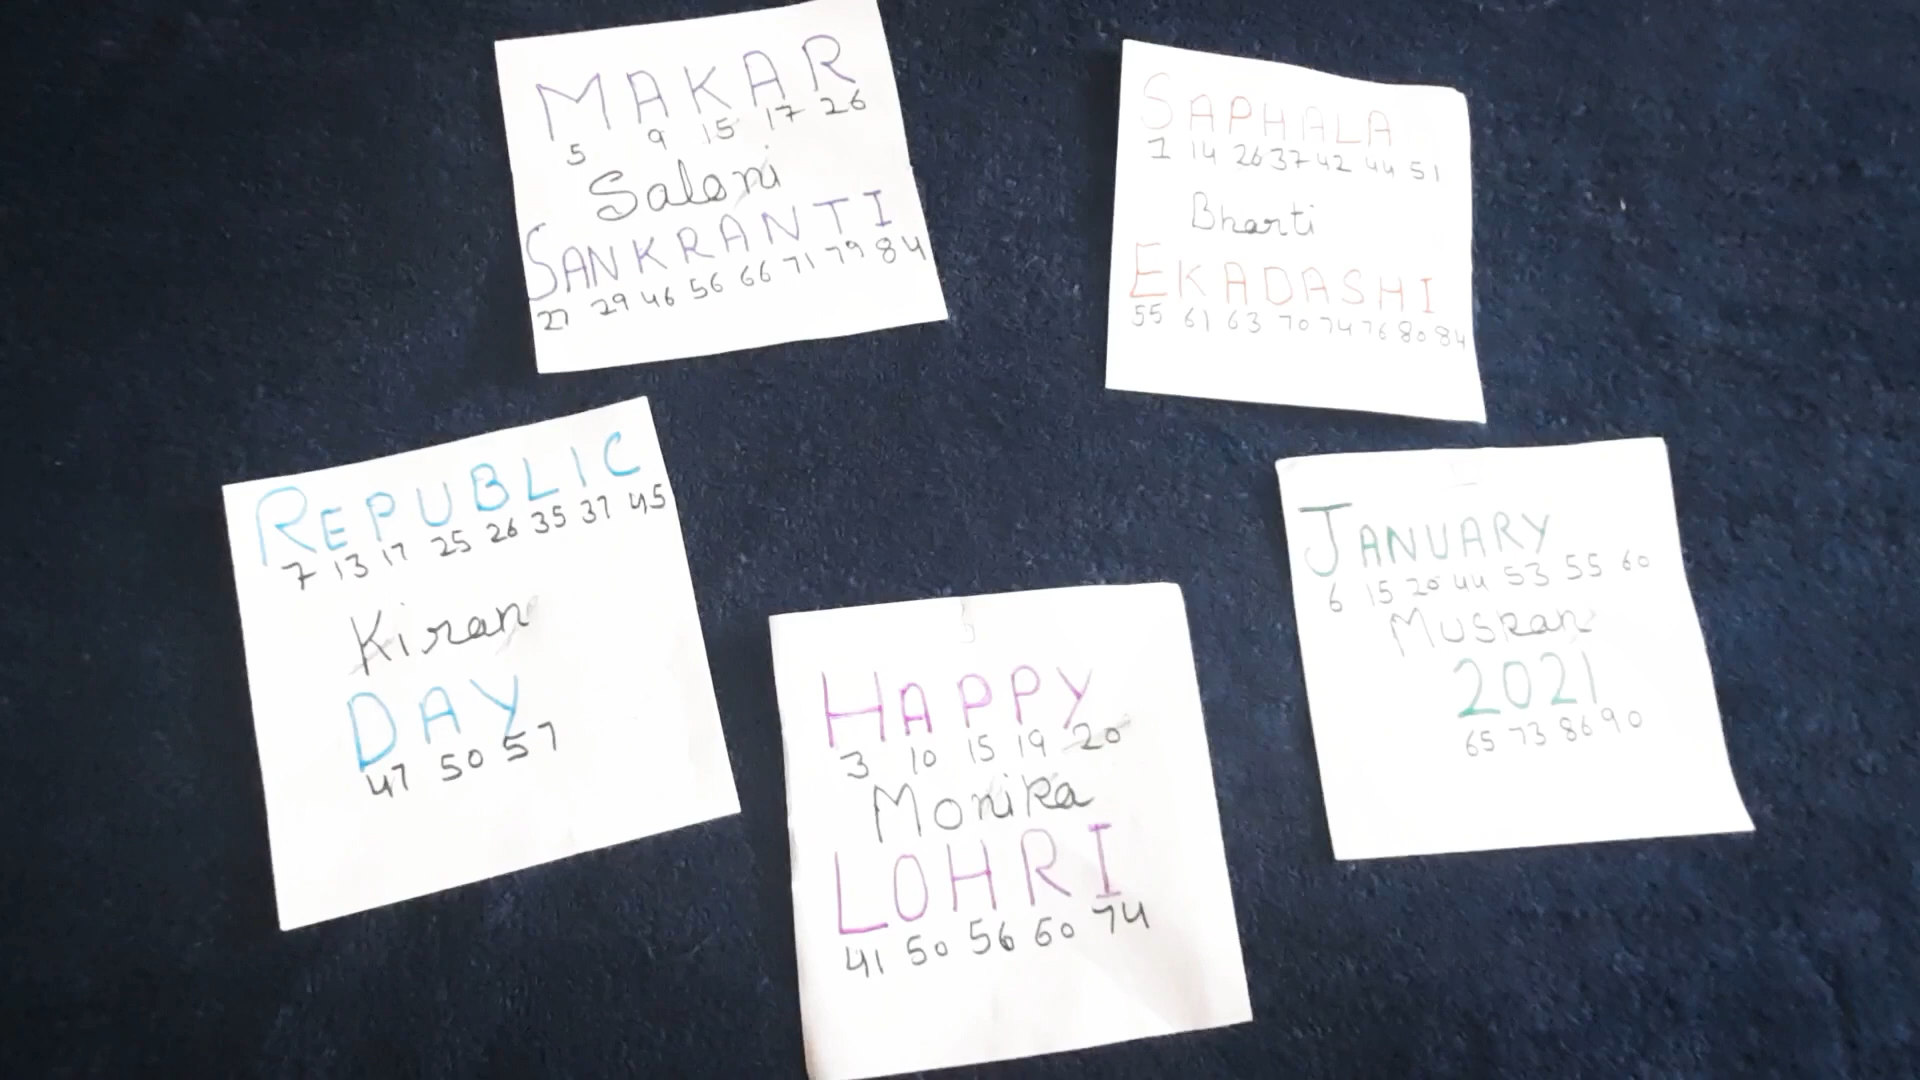 MAKAR
5 9 15 17 26
Saloni
SANKRANTI
27 29 46 56 66 71 79 84
SAPHALA
1 14 26 37 42 44 51
Bharti
EKADASHI
55 61 63 70 74 76 80 84
REPUBLIC
7 13 17 25 26 35 37 45
Kiran
DAY
47 50 57
HAPPY
3 10 15 19 20
Monika
LOHRI
41 50 56 60 74
JANUARY
6 15 20 44 53 55 60
Muskan
2021
65 73 86 90